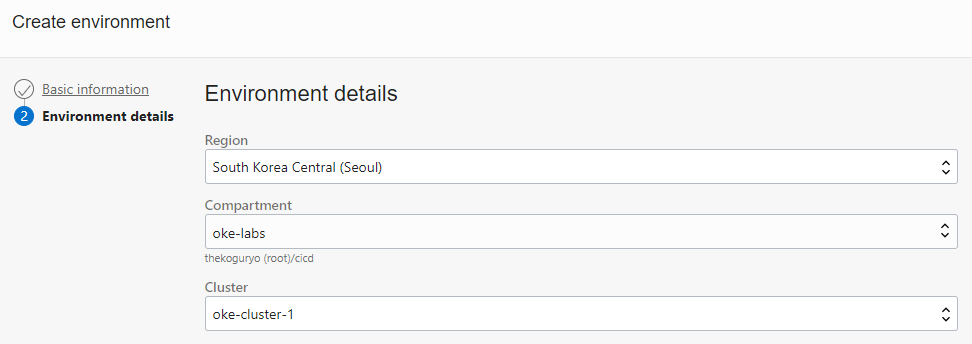 Create environment
Basic information
2 Environment details
Environment details
Region
South Korea Central (Seoul)
Compartment
oke-labs
thekoguryo (root)/cicd
Cluster
oke-cluster-1